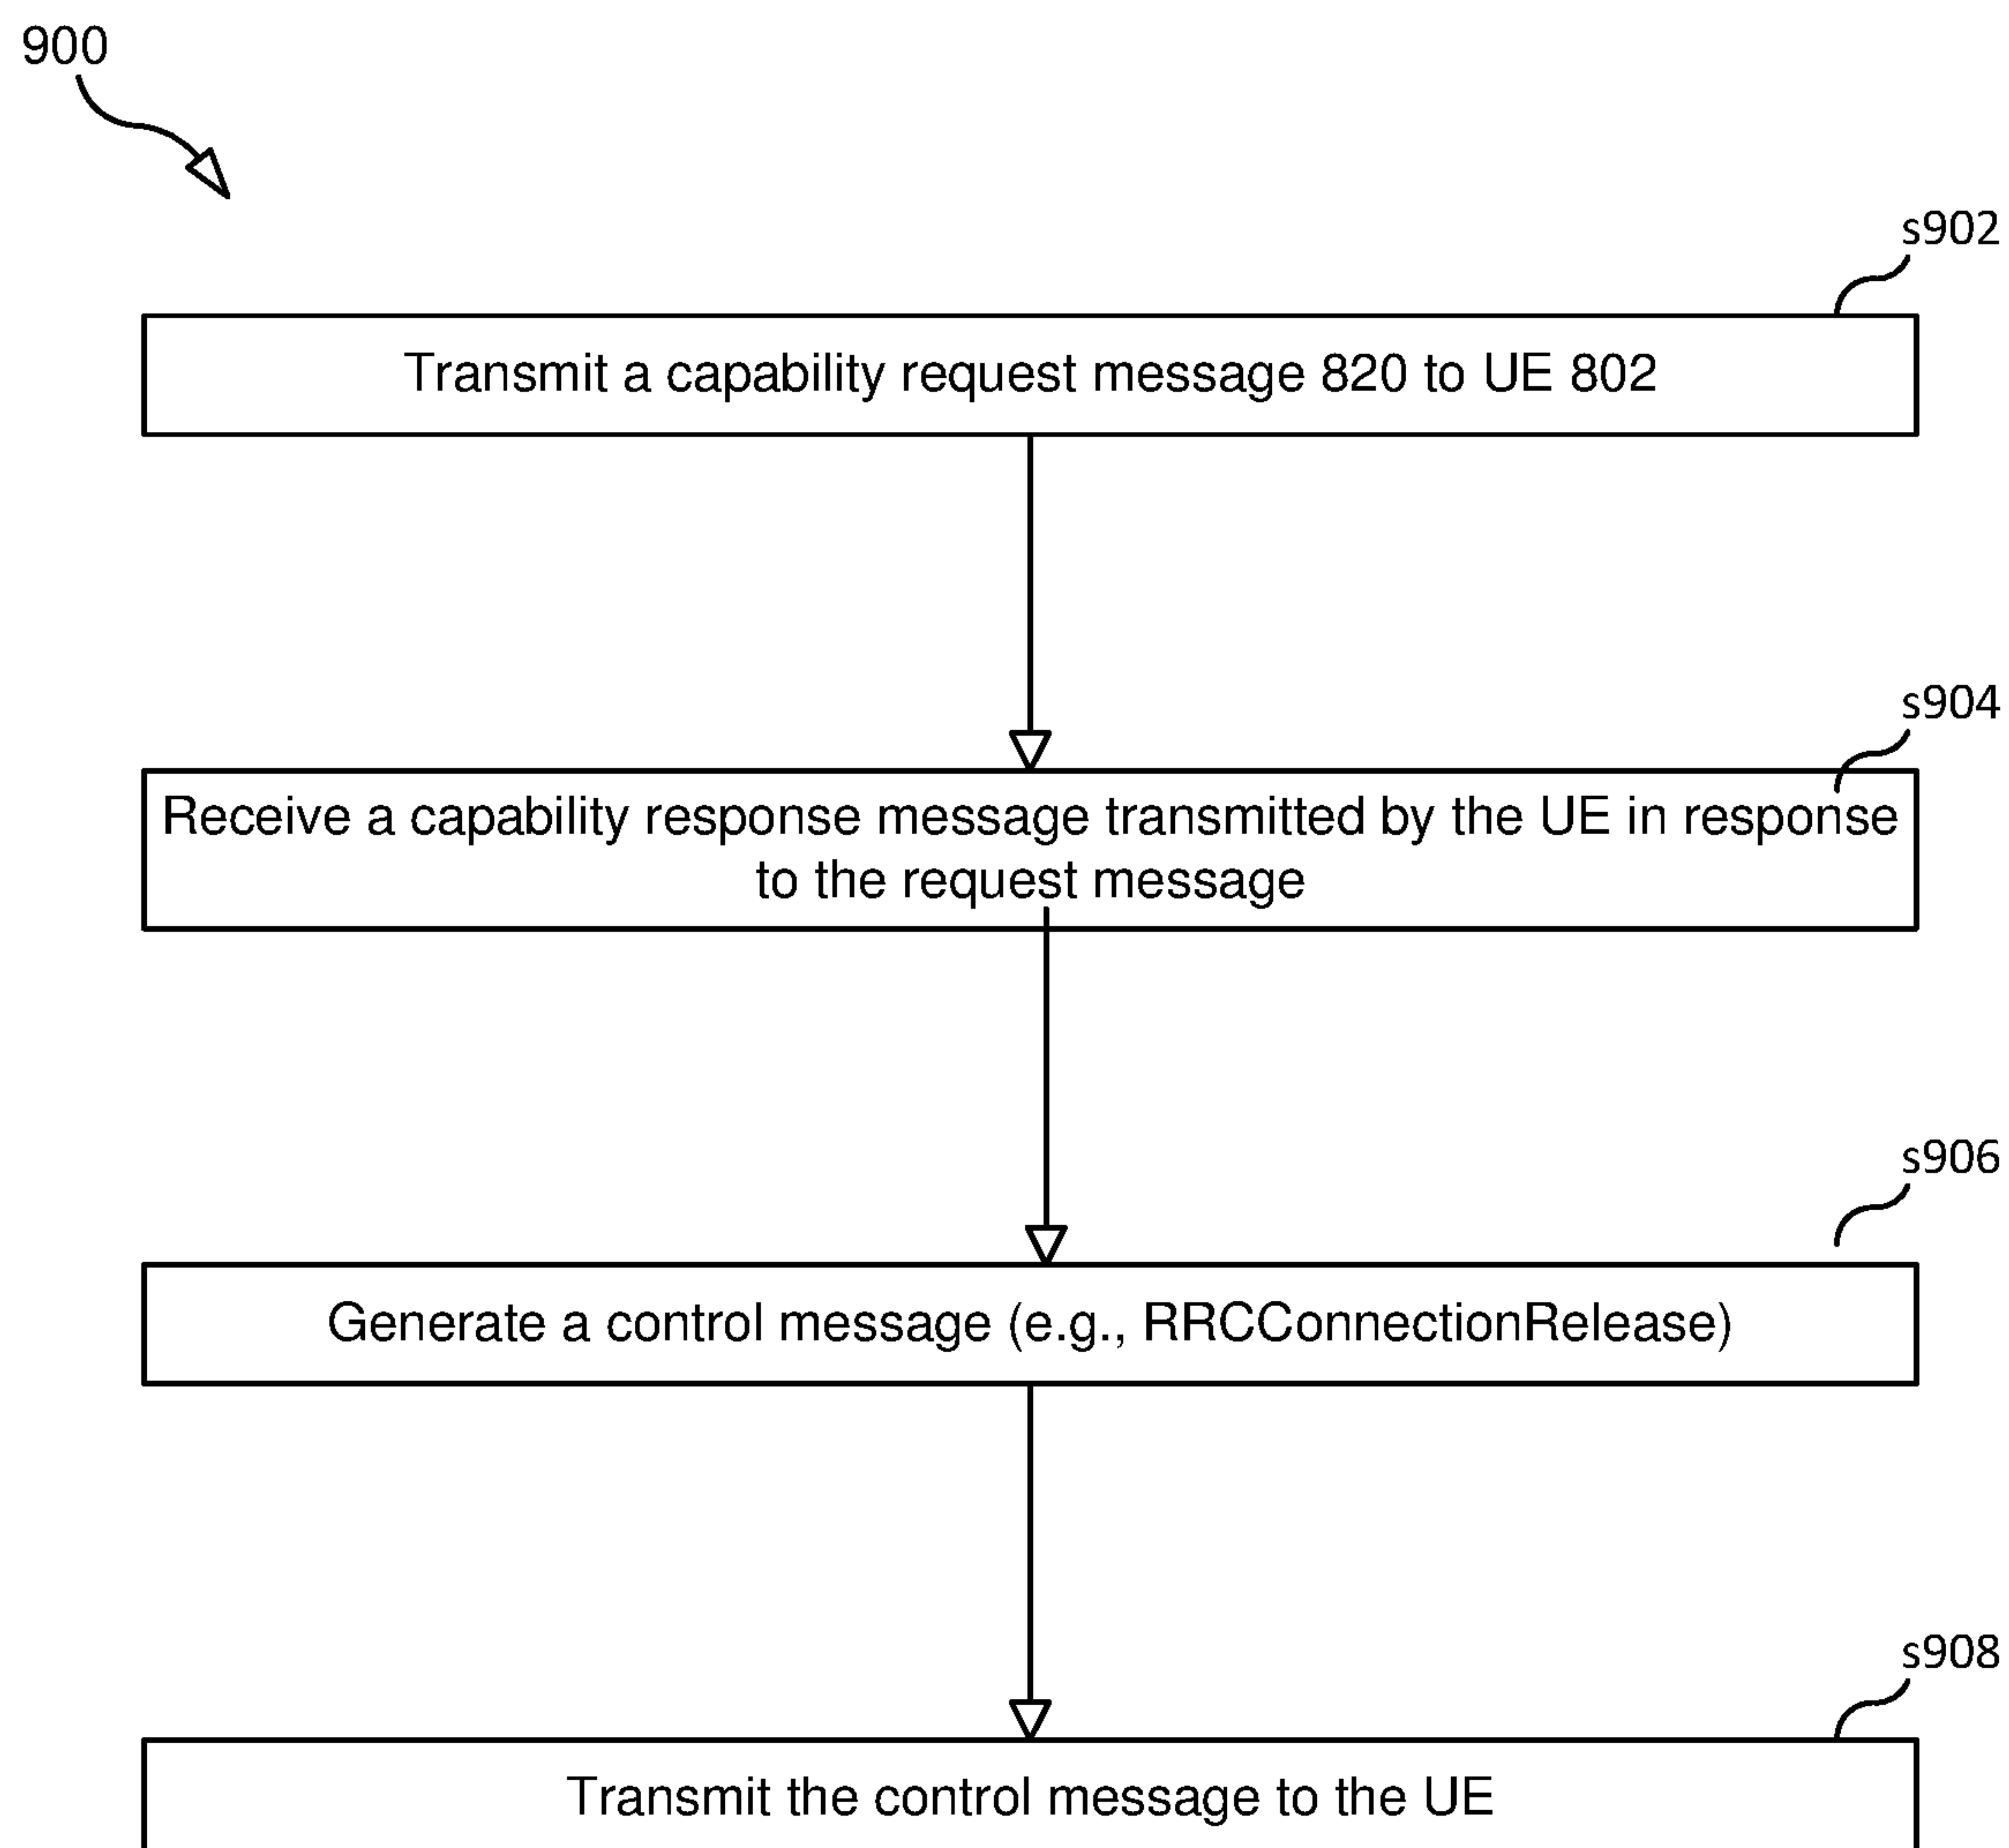 900
s902
Transmit a capability request message 820 to UE 802
s904
Receive a capability response message transmitted by the UE in response
to the request message
s906
Generate a control message (e.g., RRCConnectionRelease)
s908
Transmit the control message to the UE